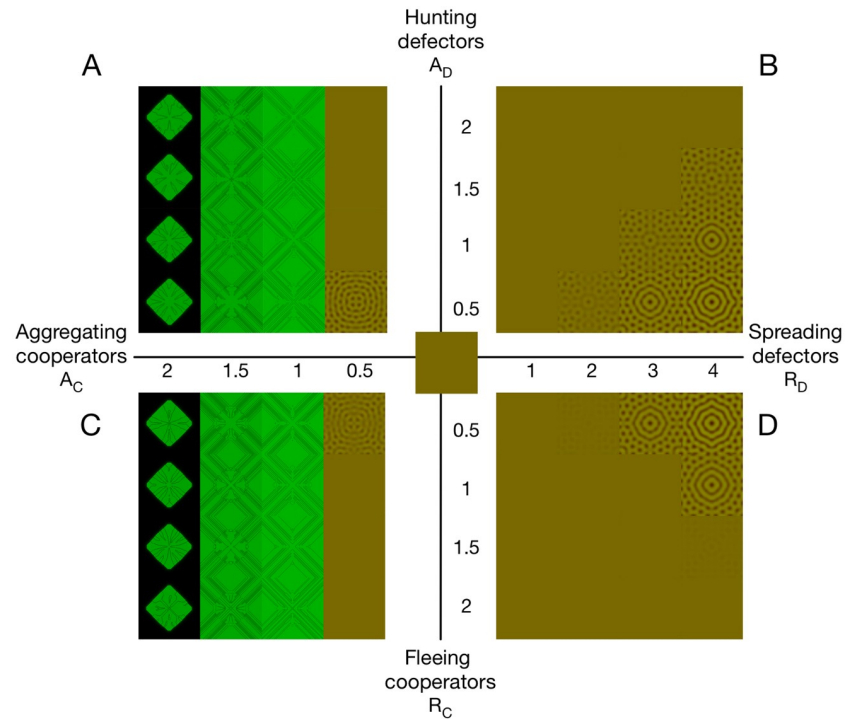 Hunting
defectors
A_D
A
B
2
1.5
1
0.5
Aggregating
cooperators
A_C
2 1.5 1 0.5
1 2 3 4
Spreading
defectors
R_D
C
D
0.5
1
1.5
2
Fleeing
cooperators
R_C